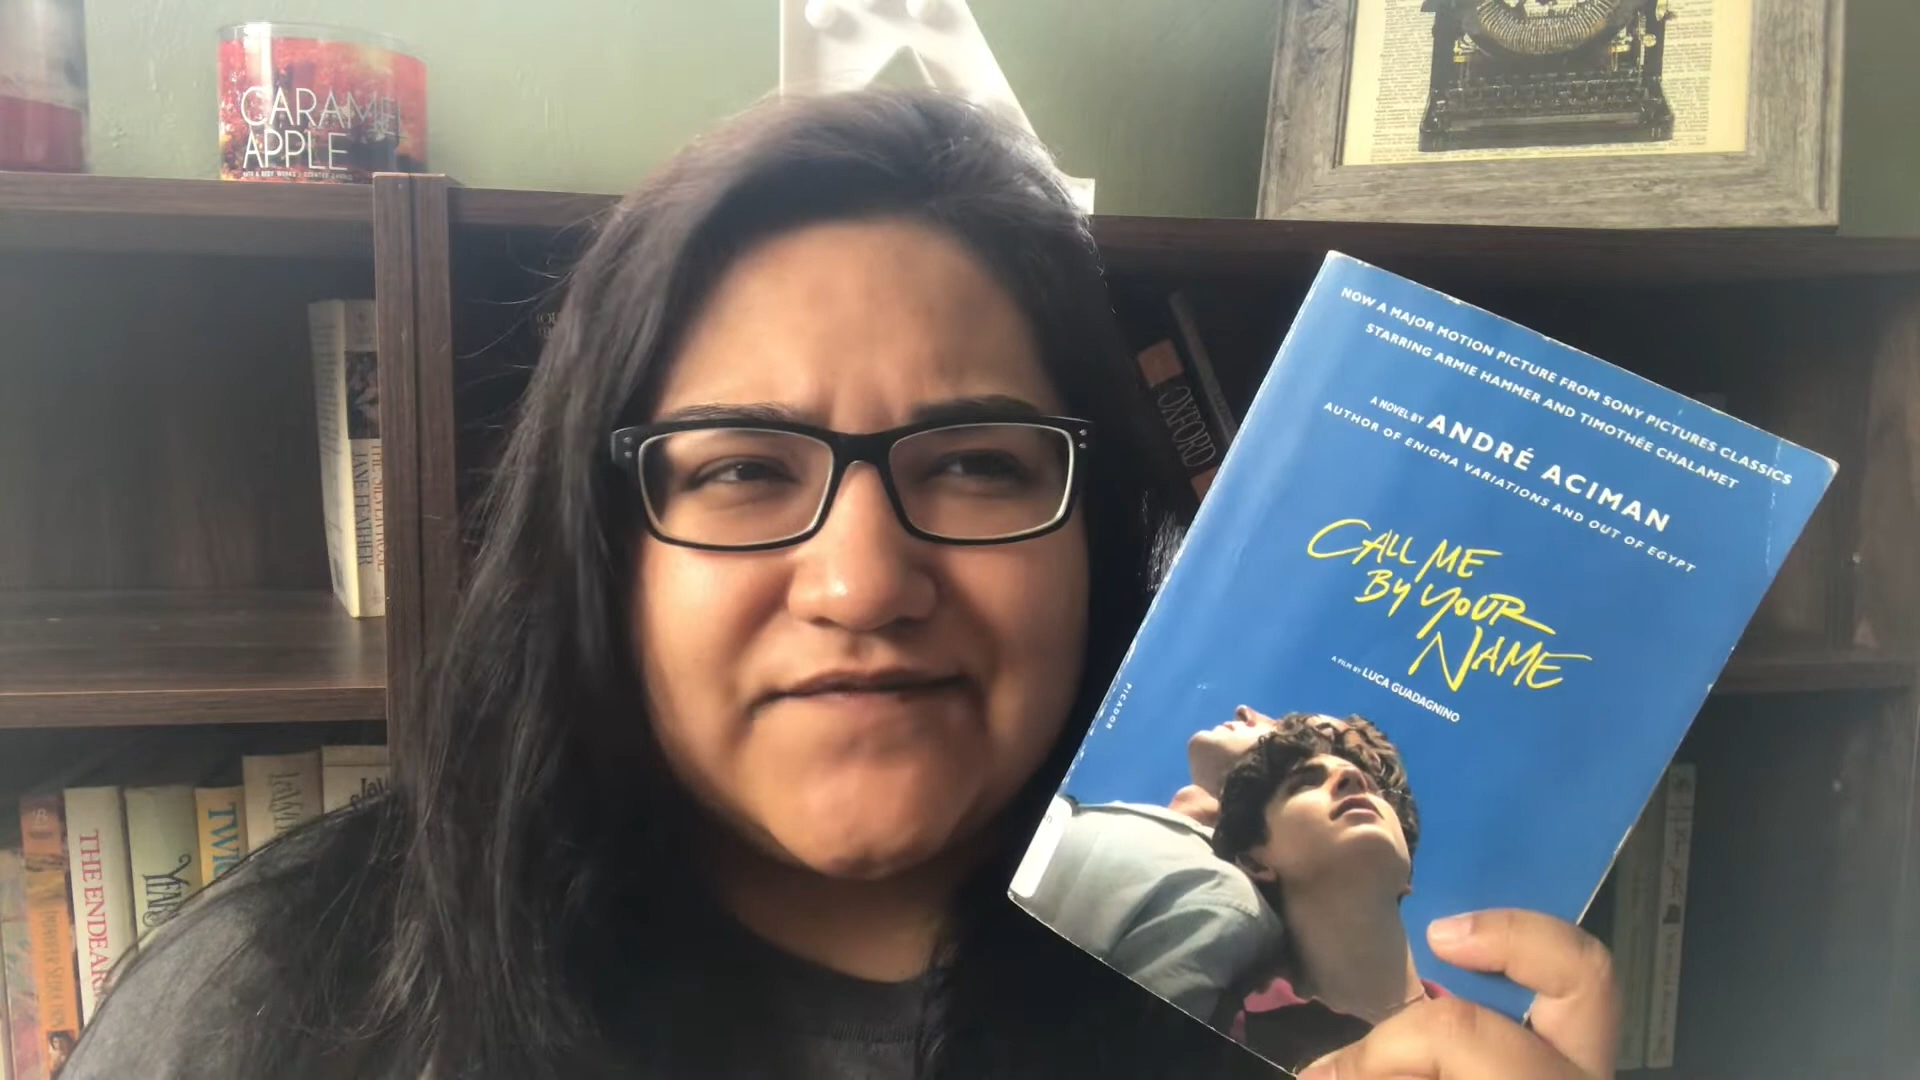 CARAMEL
APPLE
NOW A MAJOR MOTION PICTURE FROM SONY PICTURES CLASSICS
STARRING ARMIE HAMMER AND TIMOTHÉE CHALAMET
A NOVEL BY ANDRÉ ACIMAN
AUTHOR OF ENIGMA VARIATIONS AND OUT OF EGYPT
CALL ME
BY YOUR
NAME
A FILM BY LUCA GUADAGNINO
PICADOR
OXFORD
JANE FEATHER
THE ENDEAR